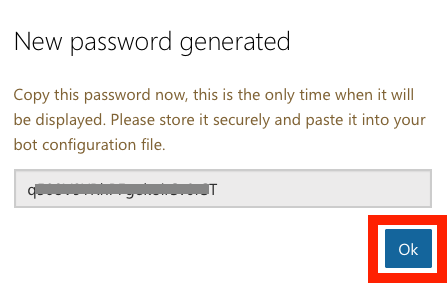 New password generated
Copy this password now, this is the only time when it will
be displayed. Please store it securely and paste it into your
bot configuration file.
Ok